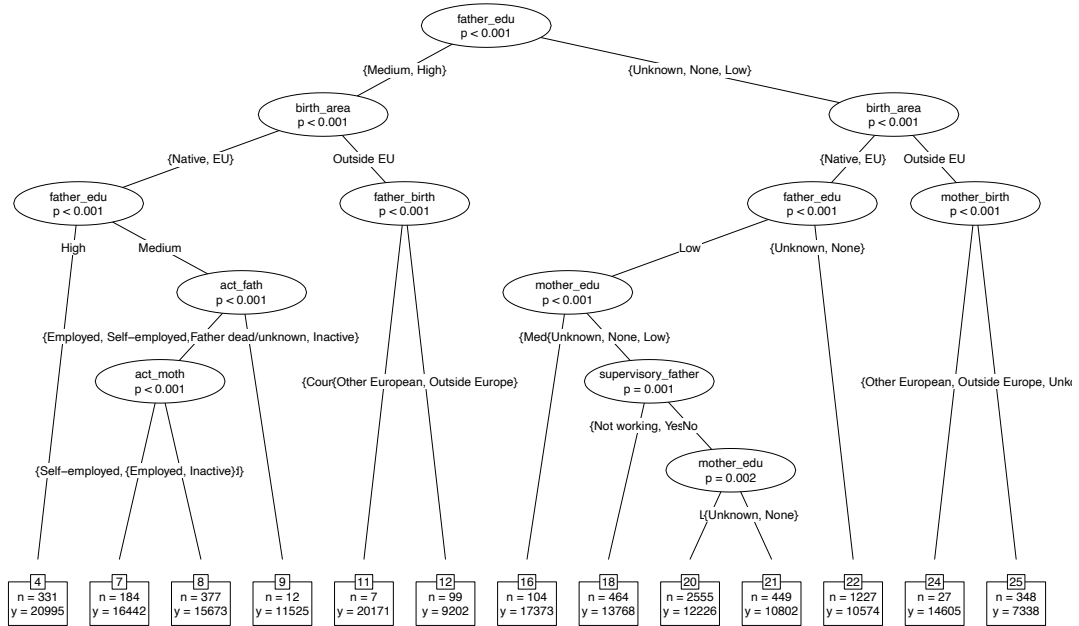 father_edu
p < 0.001
{Medium, High}
{Unknown, None, Low}
birth_area
p < 0.001
birth_area
p < 0.001
{Native, EU}
Outside EU
{Native, EU}
Outside EU
father_edu
p < 0.001
father_birth
p < 0.001
father_edu
p < 0.001
mother_birth
p < 0.001
High
Medium
Low
{Unknown, None}
act_fath
p < 0.001
mother_edu
p < 0.001
{Employed, Self-employed,
Father dead/unknown, Inactive}
{Med
{Unknown, None, Low}
act_moth
p < 0.001
{Cour
{Other European, Outside Europe}
supervisory_father
p = 0.001
{Other European, Outside Europe, Unk
{Not working, Yes
No
{Self-employed,
{Employed, Inactive}
mother_edu
p = 0.002
{Unknown, None}
4
n = 331
y = 20995
7
n = 184
y = 16442
8
n = 377
y = 15673
9
n = 12
y = 11525
11
n = 7
y = 20171
12
n = 99
y = 9202
16
n = 104
y = 17373
18
n = 464
y = 13768
20
n = 2555
y = 12226
21
n = 449
y = 10802
22
n = 1227
y = 10574
24
n = 27
y = 14605
25
n = 348
y = 7338